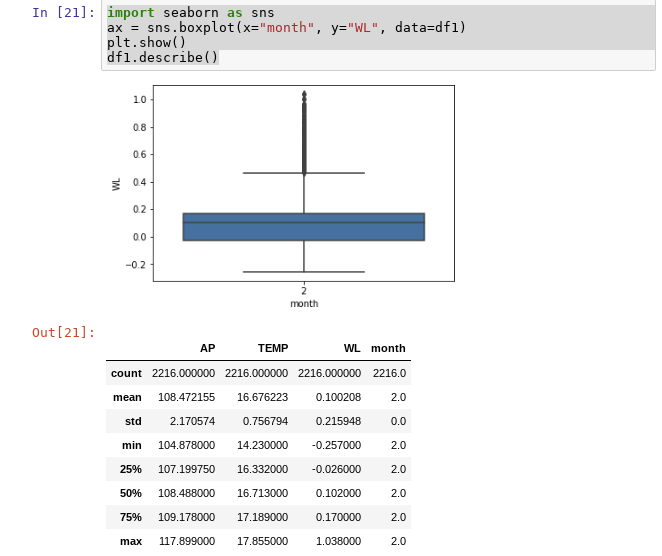 In [21]: import seaborn as sns
ax = sns.boxplot(x="month", y="WL", data=df1)
plt.show()
df1.describe()
1.0
0.8
0.6
0.4
0.2
0.0
−0.2
WL
2
month
Out[21]:
AP TEMP WL month
count 2216.000000 2216.000000 2216.000000 2216.0
mean 108.472155 16.676223 0.100208 2.0
std 2.170574 0.756794 0.215948 0.0
min 104.878000 14.230000 -0.257000 2.0
25% 107.199750 16.332000 -0.026000 2.0
50% 108.488000 16.713000 0.102000 2.0
75% 109.178000 17.189000 0.170000 2.0
max 117.899000 17.855000 1.038000 2.0